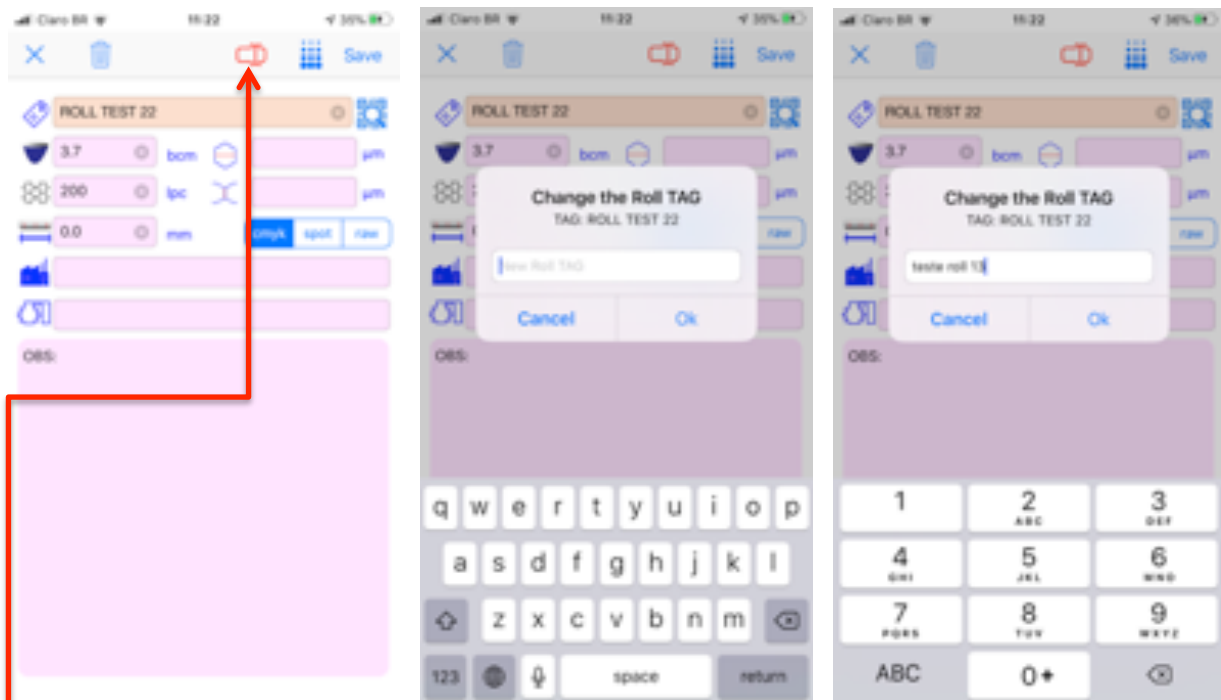 Claro BR 11:22 35%
Save
ROLL TEST 22
3.7 bcm µm
200 lpc µm
0.0 mm cmyk spot raw
OBS:
Claro BR 11:22 35%
Save
ROLL TEST 22
3.7 bcm µm
µm
raw
Change the Roll TAG
TAG: ROLL TEST 22
New Roll TAG
Cancel Ok
OBS:
q w e r t y u i o p
a s d f g h j k l
z x c v b n m
123 space return
Claro BR 11:22 36%
Save
ROLL TEST 22
3.7 bcm µm
µm
raw
Change the Roll TAG
TAG: ROLL TEST 22
teste roll 13
Cancel Ok
OBS:
1 2 3
ABC DEF
4 5 6
GHI JKL MNO
7 8 9
PQRS TUV WXYZ
ABC 0+